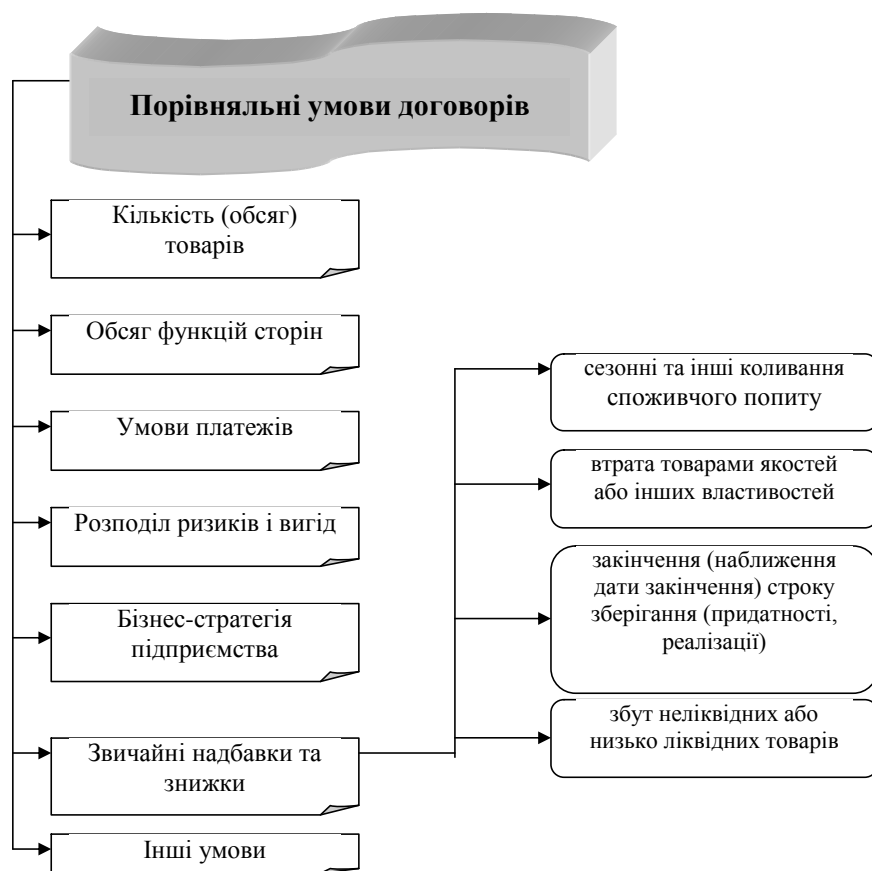 Порівняльні умови договорів
Кількість (обсяг)
товарів
Обсяг функцій сторін
Умови платежів
Розподіл ризиків і вигід
Бізнес-стратегія
підприємства
Звичайні надбавки та
знижки
Інші умови
сезонні та інші коливання
споживчого попиту
втрата товарами якостей
або інших властивостей
закінчення (наближення
дати закінчення) строку
зберігання (придатності,
реалізації)
збут неліквідних або
низько ліквідних товарів